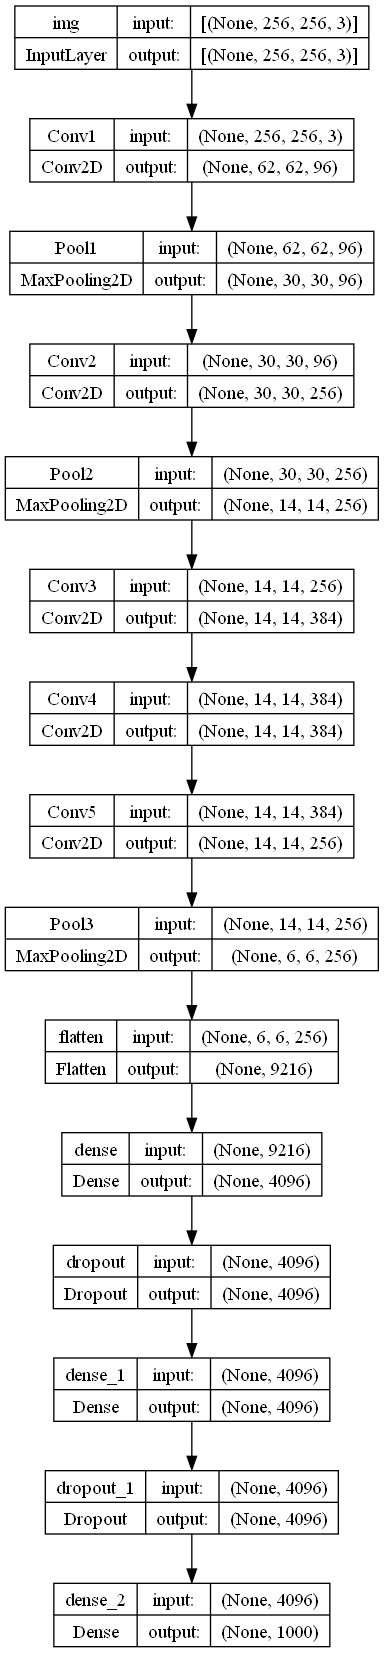 img input: [(None, 256, 256, 3)]
InputLayer output: [(None, 256, 256, 3)]
Conv1 input: (None, 256, 256, 3)
Conv2D output: (None, 62, 62, 96)
Pool1 input: (None, 62, 62, 96)
MaxPooling2D output: (None, 30, 30, 96)
Conv2 input: (None, 30, 30, 96)
Conv2D output: (None, 30, 30, 256)
Pool2 input: (None, 30, 30, 256)
MaxPooling2D output: (None, 14, 14, 256)
Conv3 input: (None, 14, 14, 256)
Conv2D output: (None, 14, 14, 384)
Conv4 input: (None, 14, 14, 384)
Conv2D output: (None, 14, 14, 384)
Conv5 input: (None, 14, 14, 384)
Conv2D output: (None, 14, 14, 256)
Pool3 input: (None, 14, 14, 256)
MaxPooling2D output: (None, 6, 6, 256)
flatten input: (None, 6, 6, 256)
Flatten output: (None, 9216)
dense input: (None, 9216)
Dense output: (None, 4096)
dropout input: (None, 4096)
Dropout output: (None, 4096)
dense_1 input: (None, 4096)
Dense output: (None, 4096)
dropout_1 input: (None, 4096)
Dropout output: (None, 4096)
dense_2 input: (None, 4096)
Dense output: (None, 1000)